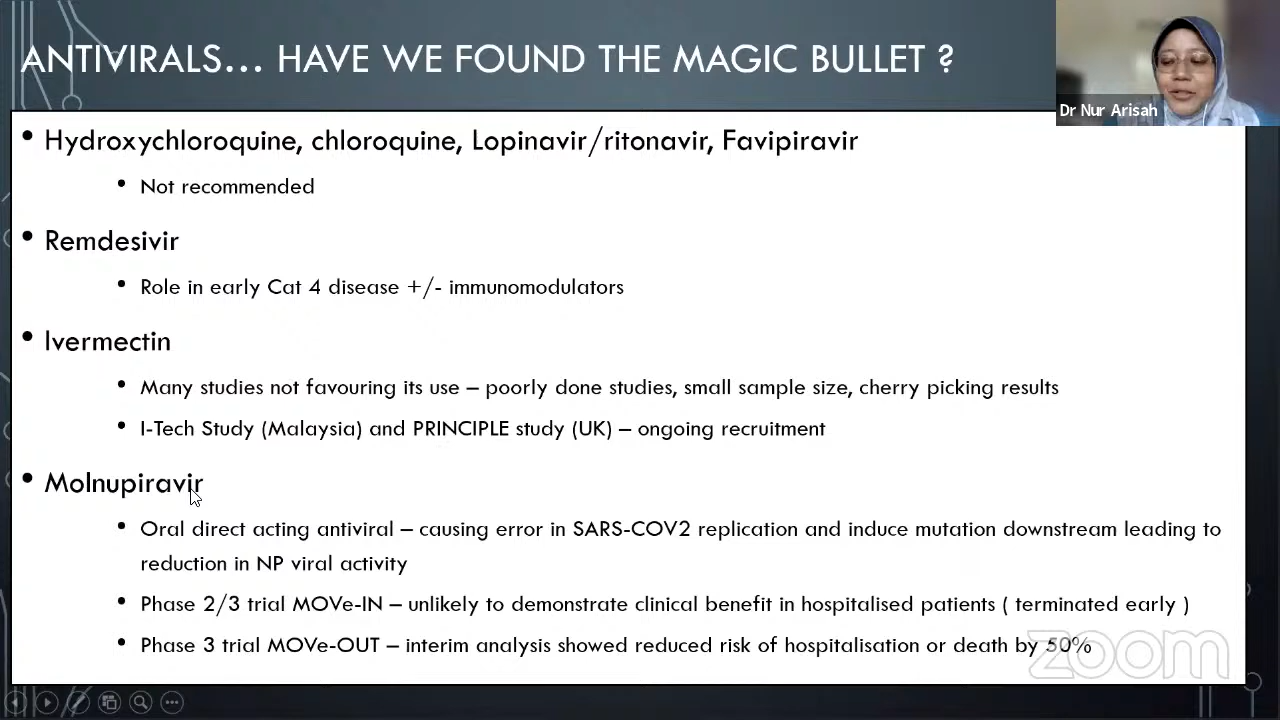 ANTIVIRALS... HAVE WE FOUND THE MAGIC BULLET ?
Dr Nur Arisah
• Hydroxychloroquine, chloroquine, Lopinavir/ritonavir, Favipiravir
• Not recommended
• Remdesivir
• Role in early Cat 4 disease +/- immunomodulators
• Ivermectin
• Many studies not favouring its use – poorly done studies, small sample size, cherry picking results
• I-Tech Study (Malaysia) and PRINCIPLE study (UK) – ongoing recruitment
• Molnupiravir
• Oral direct acting antiviral – causing error in SARS-COV2 replication and induce mutation downstream leading to
reduction in NP viral activity
• Phase 2/3 trial MOVe-IN – unlikely to demonstrate clinical benefit in hospitalised patients ( terminated early )
• Phase 3 trial MOVe-OUT – interim analysis showed reduced risk of hospitalisation or death by 50%
zoom